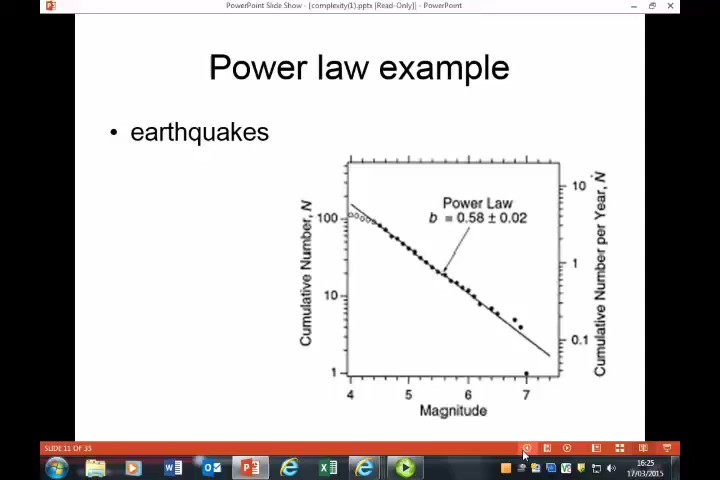 PowerPoint Slide Show - [complexity(1).pptx [Read-Only]] - PowerPoint
Power law example
• earthquakes
Power Law
b = 0.58 ± 0.02
Cumulative Number, N
100
10
1
4
5
6
7
Magnitude
10
1
0.1
Cumulative Number per Year, Ṅ
SLIDE 11 OF 35
16:25
17/03/2015